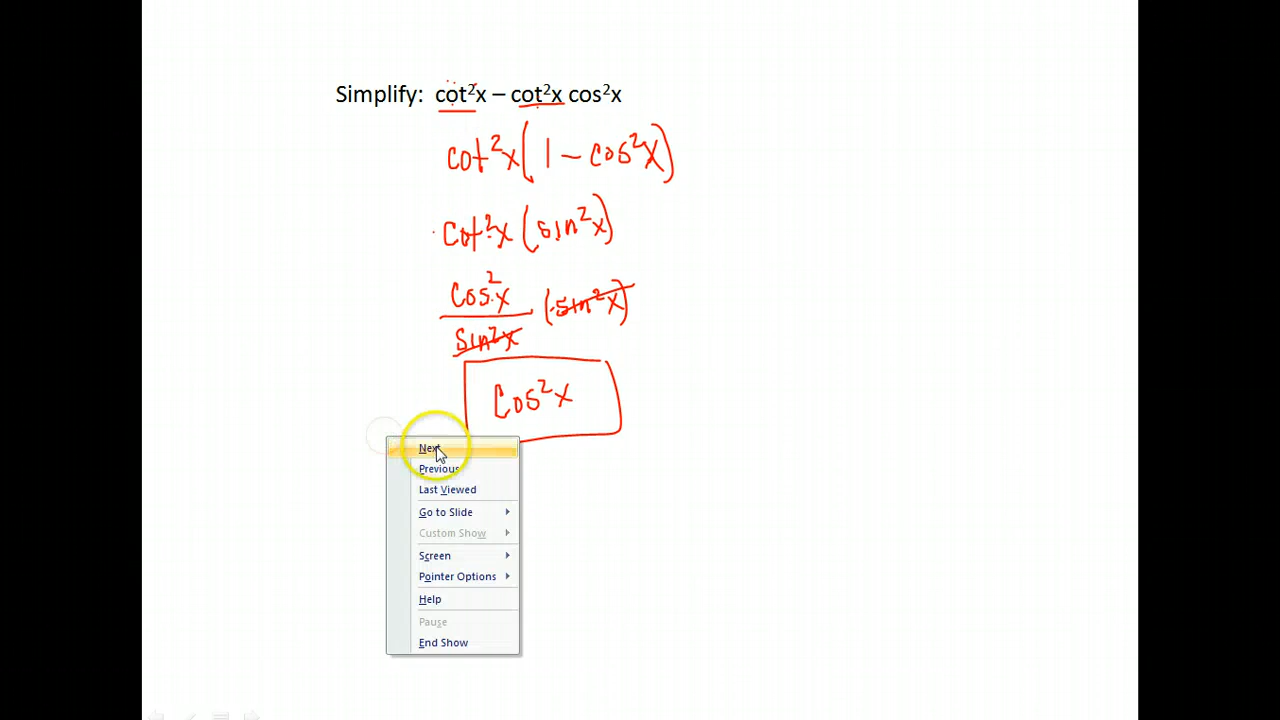 Simplify: cot²x – cot²x cos²x
cot²x(1 – cos²x)
cot²x (sin²x)
cos²x
(sin²x)
sin²x
cos²x
Next
Previous
Last Viewed
Go to Slide
Custom Show
Screen
Pointer Options
Help
Pause
End Show